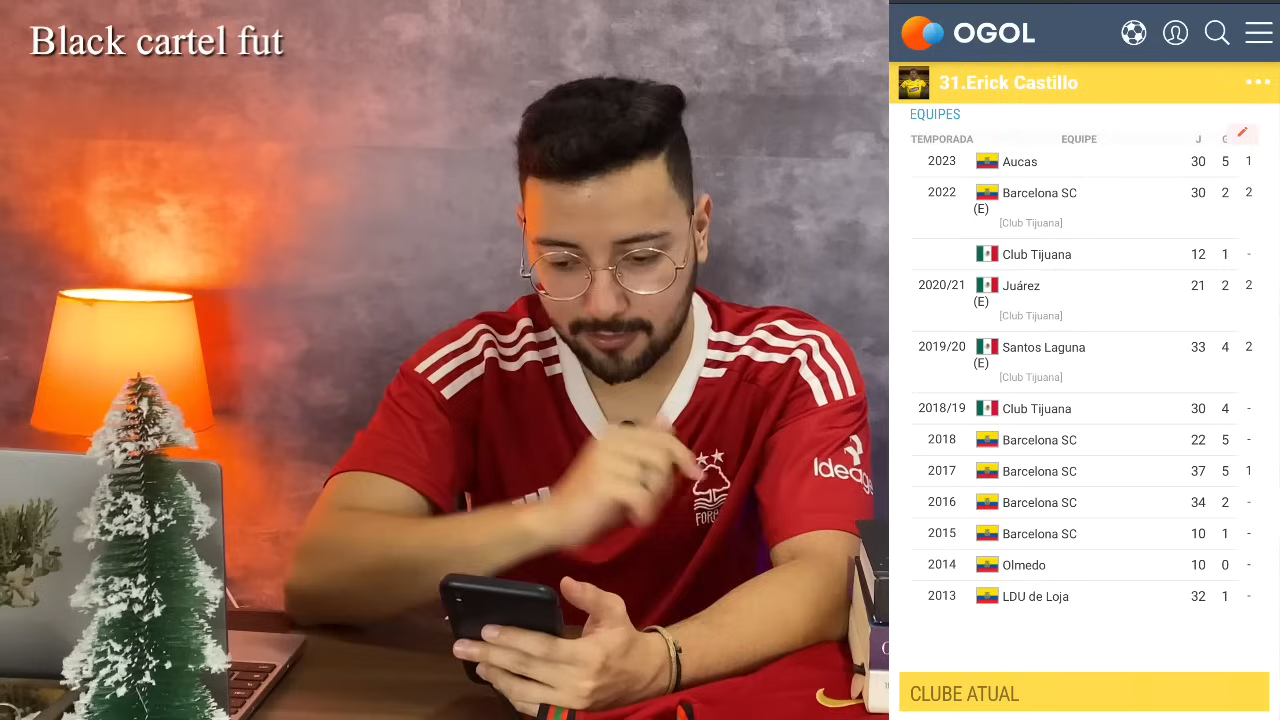 Black cartel fut
FOREST
OGOL
31.Erick Castillo
EQUIPES
TEMPORADA EQUIPE J G
2023 Aucas 30 5 1
2022 Barcelona SC 30 2 2
(E)
[Club Tijuana]
Club Tijuana 12 1 -
2020/21 Juárez 21 2 2
(E)
[Club Tijuana]
2019/20 Santos Laguna 33 4 2
(E)
[Club Tijuana]
2018/19 Club Tijuana 30 4 -
2018 Barcelona SC 22 5 -
2017 Barcelona SC 37 5 1
2016 Barcelona SC 34 2 -
2015 Barcelona SC 10 1 -
2014 Olmedo 10 0 -
2013 LDU de Loja 32 1 -
CLUBE ATUAL